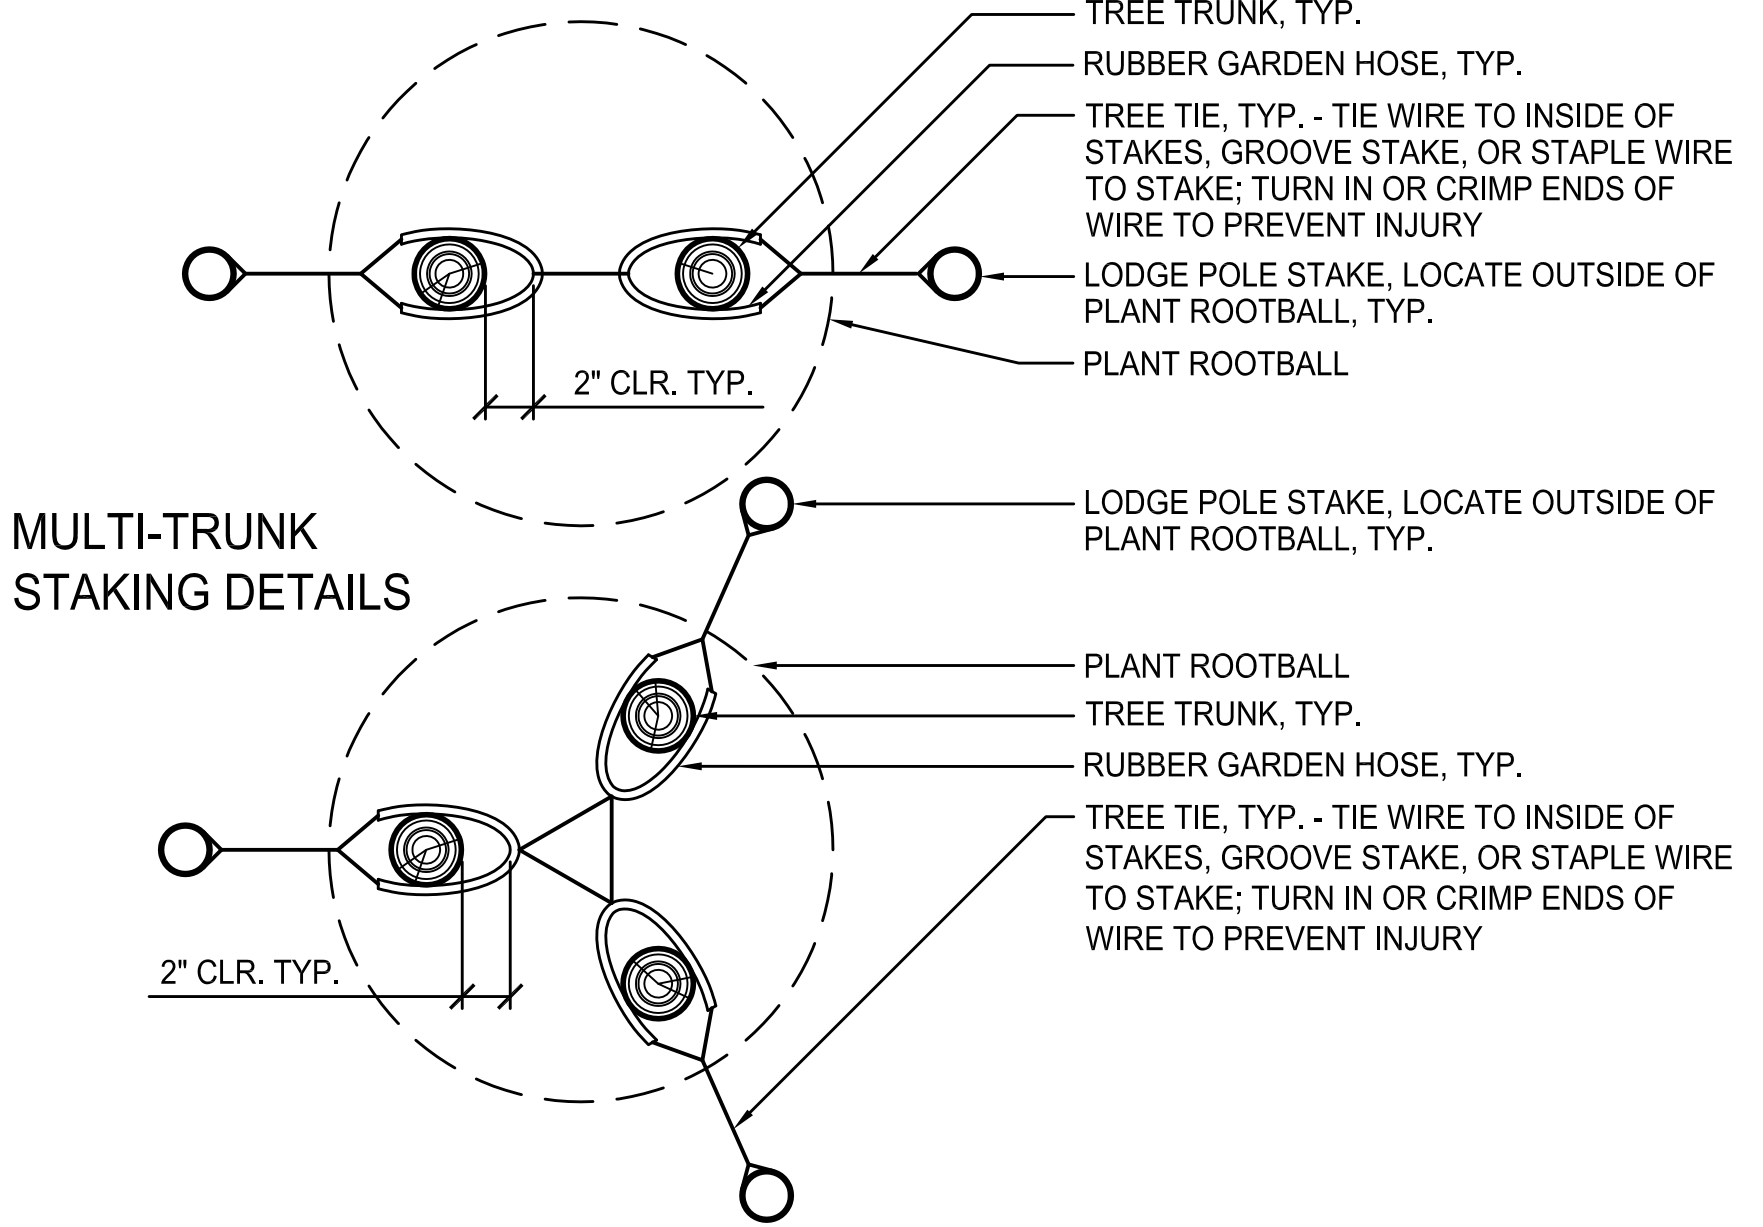 TREE TRUNK, TYP.
RUBBER GARDEN HOSE, TYP.
TREE TIE, TYP. - TIE WIRE TO INSIDE OF
STAKES, GROOVE STAKE, OR STAPLE WIRE
TO STAKE; TURN IN OR CRIMP ENDS OF
WIRE TO PREVENT INJURY
LODGE POLE STAKE, LOCATE OUTSIDE OF
PLANT ROOTBALL, TYP.
PLANT ROOTBALL
2" CLR. TYP.
MULTI-TRUNK
STAKING DETAILS
LODGE POLE STAKE, LOCATE OUTSIDE OF
PLANT ROOTBALL, TYP.
PLANT ROOTBALL
TREE TRUNK, TYP.
RUBBER GARDEN HOSE, TYP.
TREE TIE, TYP. - TIE WIRE TO INSIDE OF
STAKES, GROOVE STAKE, OR STAPLE WIRE
TO STAKE; TURN IN OR CRIMP ENDS OF
WIRE TO PREVENT INJURY
2" CLR. TYP.